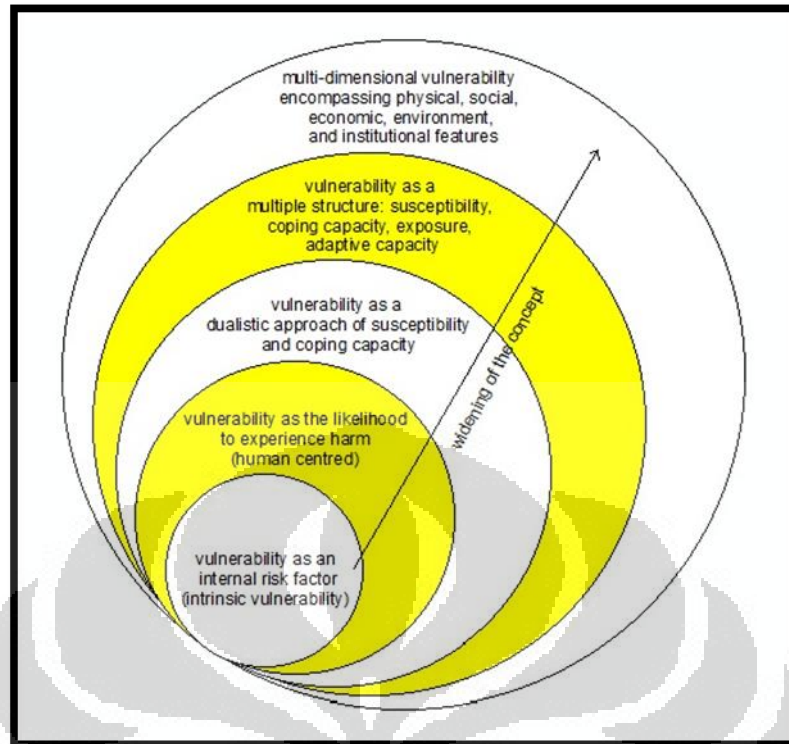 multi-dimensional vulnerability
encompassing physical, social,
economic, environment,
and institutional features
vulnerability as a
multiple structure: susceptibility,
coping capacity, exposure,
adaptive capacity
vulnerability as a
dualistic approach of susceptibility
and coping capacity
widening of the concept
vulnerability as the likelihood
to experience harm
(human centred)
vulnerability as an
internal risk factor
(intrinsic vulnerability)